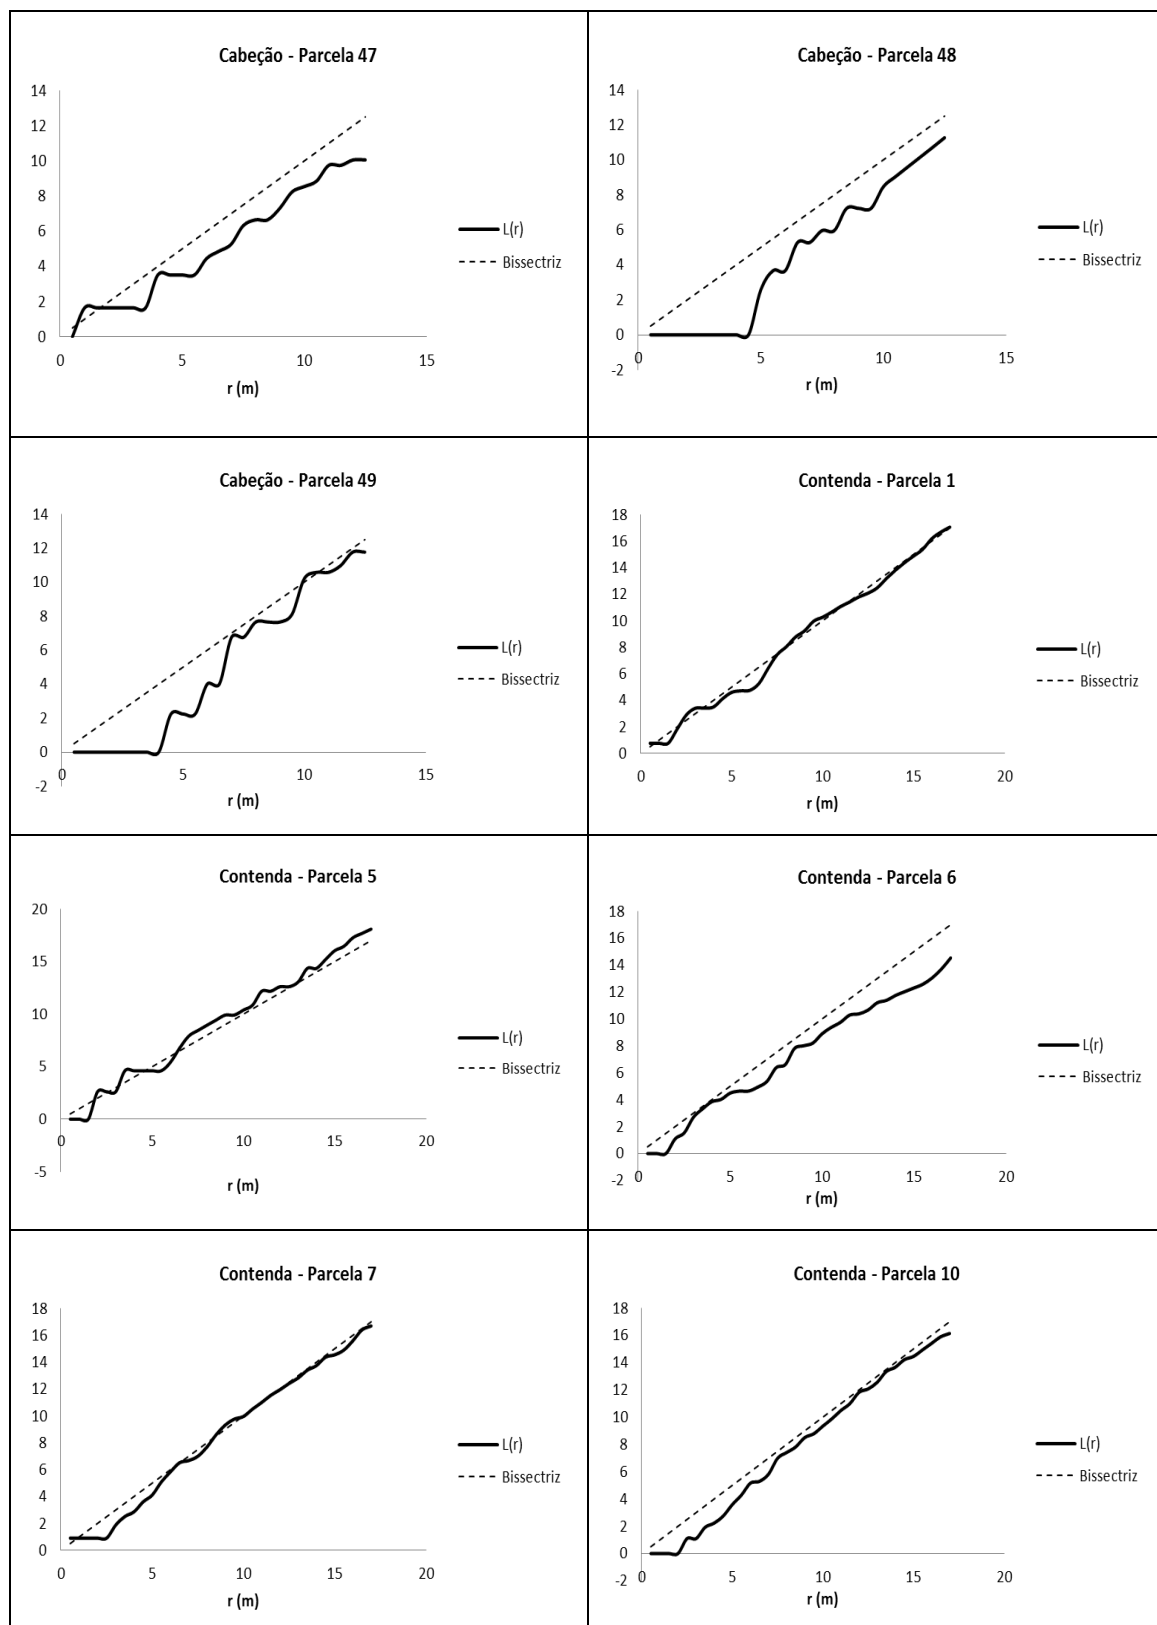 Cabeção - Parcela 47
14
12
10
8
6
4
2
0
0 5 10 15
r (m)
L(r)
Bissectriz
Cabeção - Parcela 48
14
12
10
8
6
4
2
0
-2
0 5 10 15
r (m)
L(r)
Bissectriz
Cabeção - Parcela 49
14
12
10
8
6
4
2
0
-2
0 5 10 15
r (m)
L(r)
Bissectriz
Contenda - Parcela 1
18
16
14
12
10
8
6
4
2
0
0 5 10 15 20
r (m)
L(r)
Bissectriz
Contenda - Parcela 5
20
15
10
5
0
-5
0 5 10 15 20
r (m)
L(r)
Bissectriz
Contenda - Parcela 6
18
16
14
12
10
8
6
4
2
0
-2
0 5 10 15 20
r (m)
L(r)
Bissectriz
Contenda - Parcela 7
18
16
14
12
10
8
6
4
2
0
0 5 10 15 20
r (m)
L(r)
Bissectriz
Contenda - Parcela 10
18
16
14
12
10
8
6
4
2
0
-2
0 5 10 15 20
r (m)
L(r)
Bissectriz